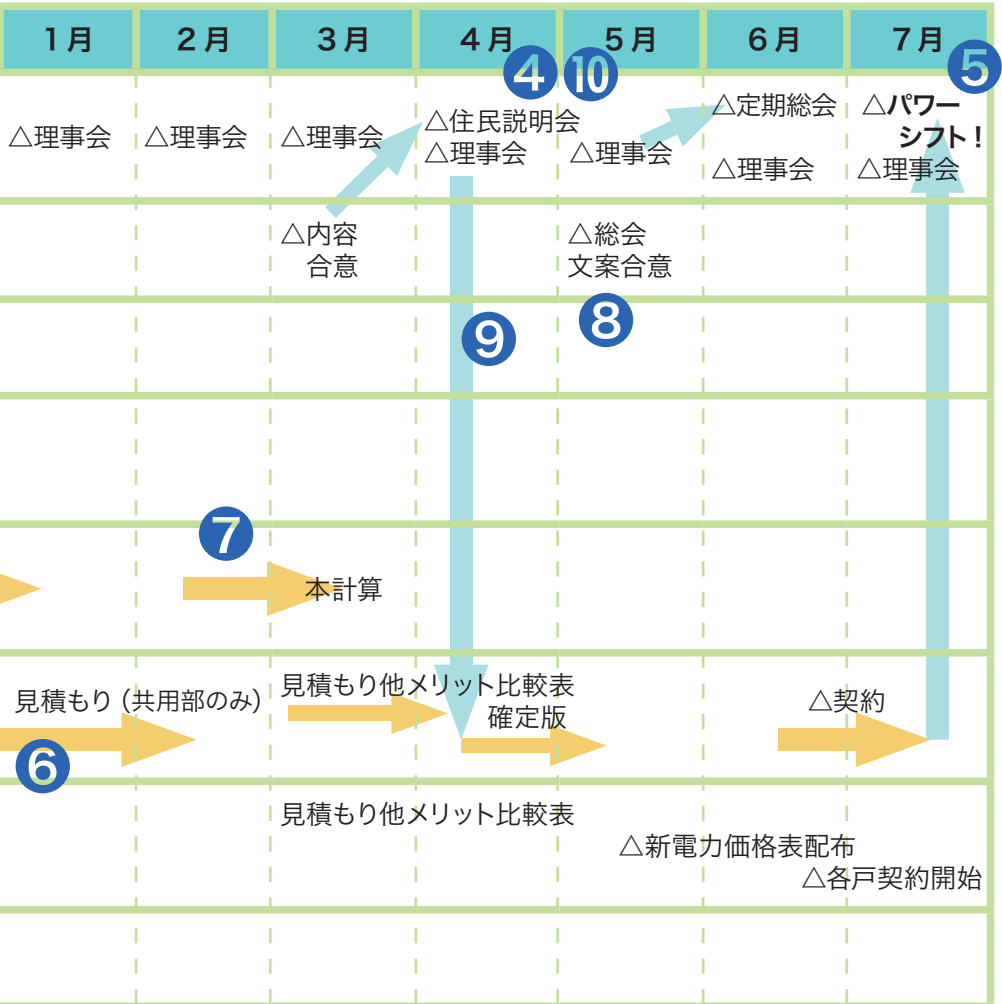 1月 2月 3月 4月 5月 6月 7月
④ ⑩ ⑤
△理事会 △理事会 △理事会 △住民説明会 △定期総会 △パワー
シフト！
△理事会 △理事会 △理事会 △理事会
△内容 △総会
合意 文案合意
⑨ ⑧
⑦
本計算
見積もり（共用部のみ） 見積もり他メリット比較表 △契約
確定版
⑥
見積もり他メリット比較表
△新電力価格表配布
△各戸契約開始